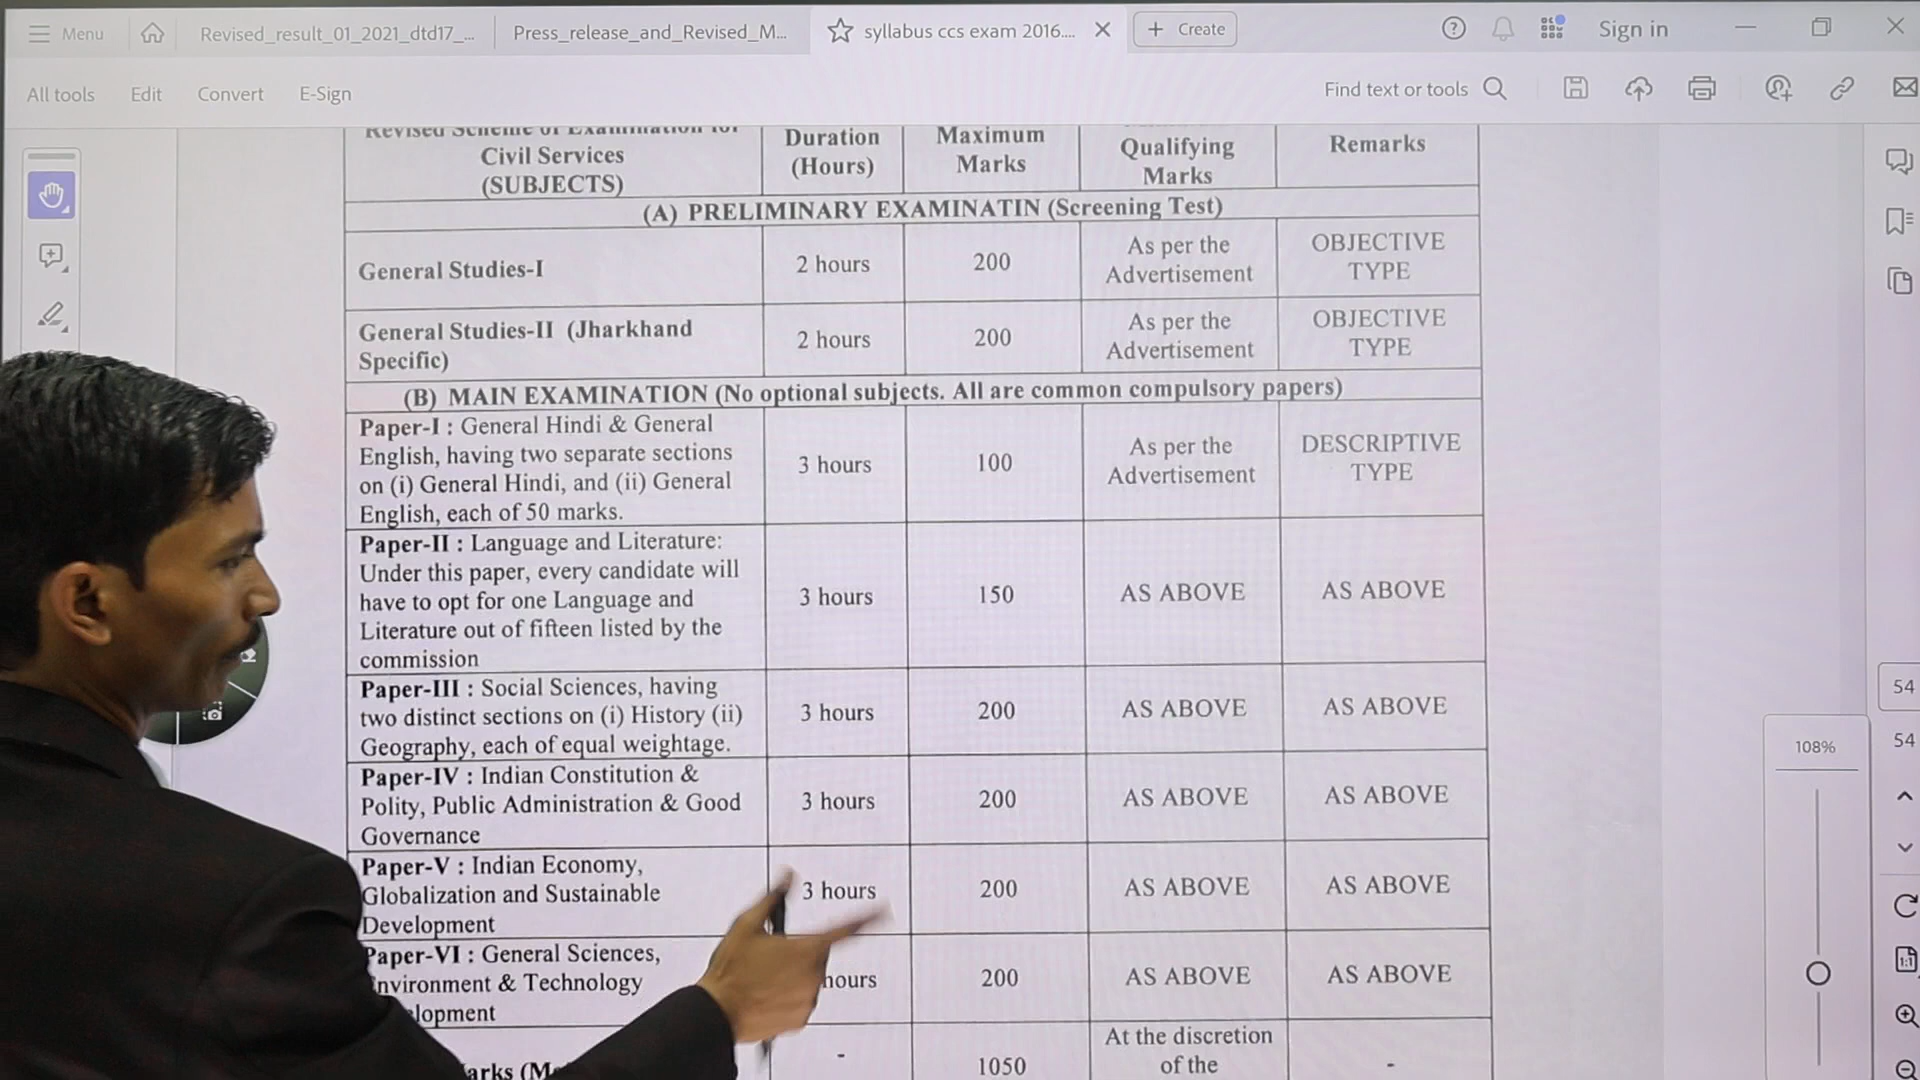 Menu
Revised_result_01_2021_dtd17_...
Press_release_and_Revised_M...
syllabus ccs exam 2016....
+ Create
Sign in
All tools
Edit
Convert
E-Sign
Find text or tools
Revised Scheme of Examination for
Civil Services
(SUBJECTS)
Duration
(Hours)
Maximum
Marks
Qualifying
Marks
Remarks
(A) PRELIMINARY EXAMINATIN (Screening Test)
General Studies-I
2 hours
200
As per the
Advertisement
OBJECTIVE
TYPE
General Studies-II (Jharkhand
Specific)
2 hours
200
As per the
Advertisement
OBJECTIVE
TYPE
(B) MAIN EXAMINATION (No optional subjects. All are common compulsory papers)
Paper-I : General Hindi & General
English, having two separate sections
on (i) General Hindi, and (ii) General
English, each of 50 marks.
3 hours
100
As per the
Advertisement
DESCRIPTIVE
TYPE
Paper-II : Language and Literature:
Under this paper, every candidate will
have to opt for one Language and
Literature out of fifteen listed by the
commission
3 hours
150
AS ABOVE
AS ABOVE
Paper-III : Social Sciences, having
two distinct sections on (i) History (ii)
Geography, each of equal weightage.
3 hours
200
AS ABOVE
AS ABOVE
Paper-IV : Indian Constitution &
Polity, Public Administration & Good
Governance
3 hours
200
AS ABOVE
AS ABOVE
Paper-V : Indian Economy,
Globalization and Sustainable
Development
3 hours
200
AS ABOVE
AS ABOVE
Paper-VI : General Sciences,
nvironment & Technology
lopment
hours
200
AS ABOVE
AS ABOVE
arks (M
-
1050
At the discretion
of the
-
54
54
108%
1:1